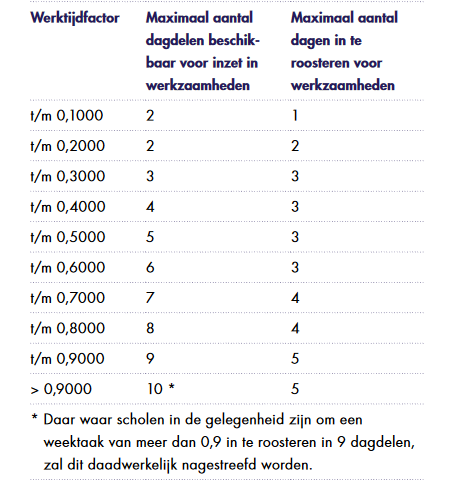 Werktijdfactor Maximaal aantal Maximaal aantal
dagdelen beschik- dagen in te
baar voor inzet in roosteren voor
werkzaamheden werkzaamheden
t/m 0,1000 2 1
t/m 0,2000 2 2
t/m 0,3000 3 3
t/m 0,4000 4 3
t/m 0,5000 5 3
t/m 0,6000 6 3
t/m 0,7000 7 4
t/m 0,8000 8 4
t/m 0,9000 9 5
> 0,9000 10 * 5
* Daar waar scholen in de gelegenheid zijn om een
weektaak van meer dan 0,9 in te roosteren in 9 dagdelen,
zal dit daadwerkelijk nagestreefd worden.